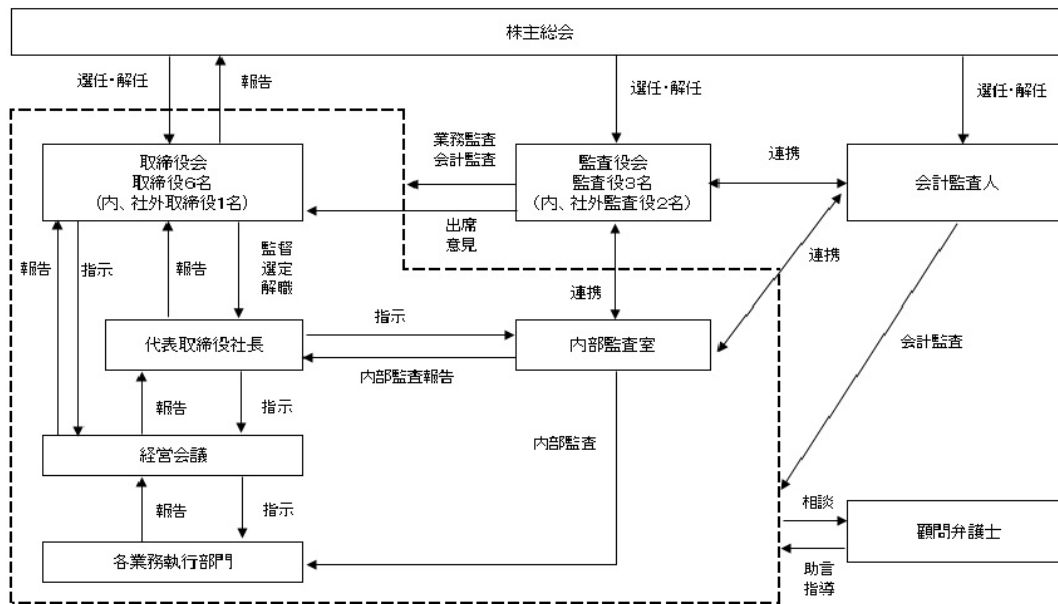 株主総会
選任・解任
報告
選任・解任
選任・解任
取締役会
取締役6名
(内、社外取締役1名)
業務監査
会計監査
監査役会
監査役3名
(内、社外監査役2名)
連携
会計監査人
出席
意見
報告
指示
報告
監督
選定
解職
連携
連携
代表取締役社長
指示
内部監査報告
内部監査室
会計監査
報告
指示
経営会議
内部監査
報告
指示
各業務執行部門
相談
顧問弁護士
助言
指導